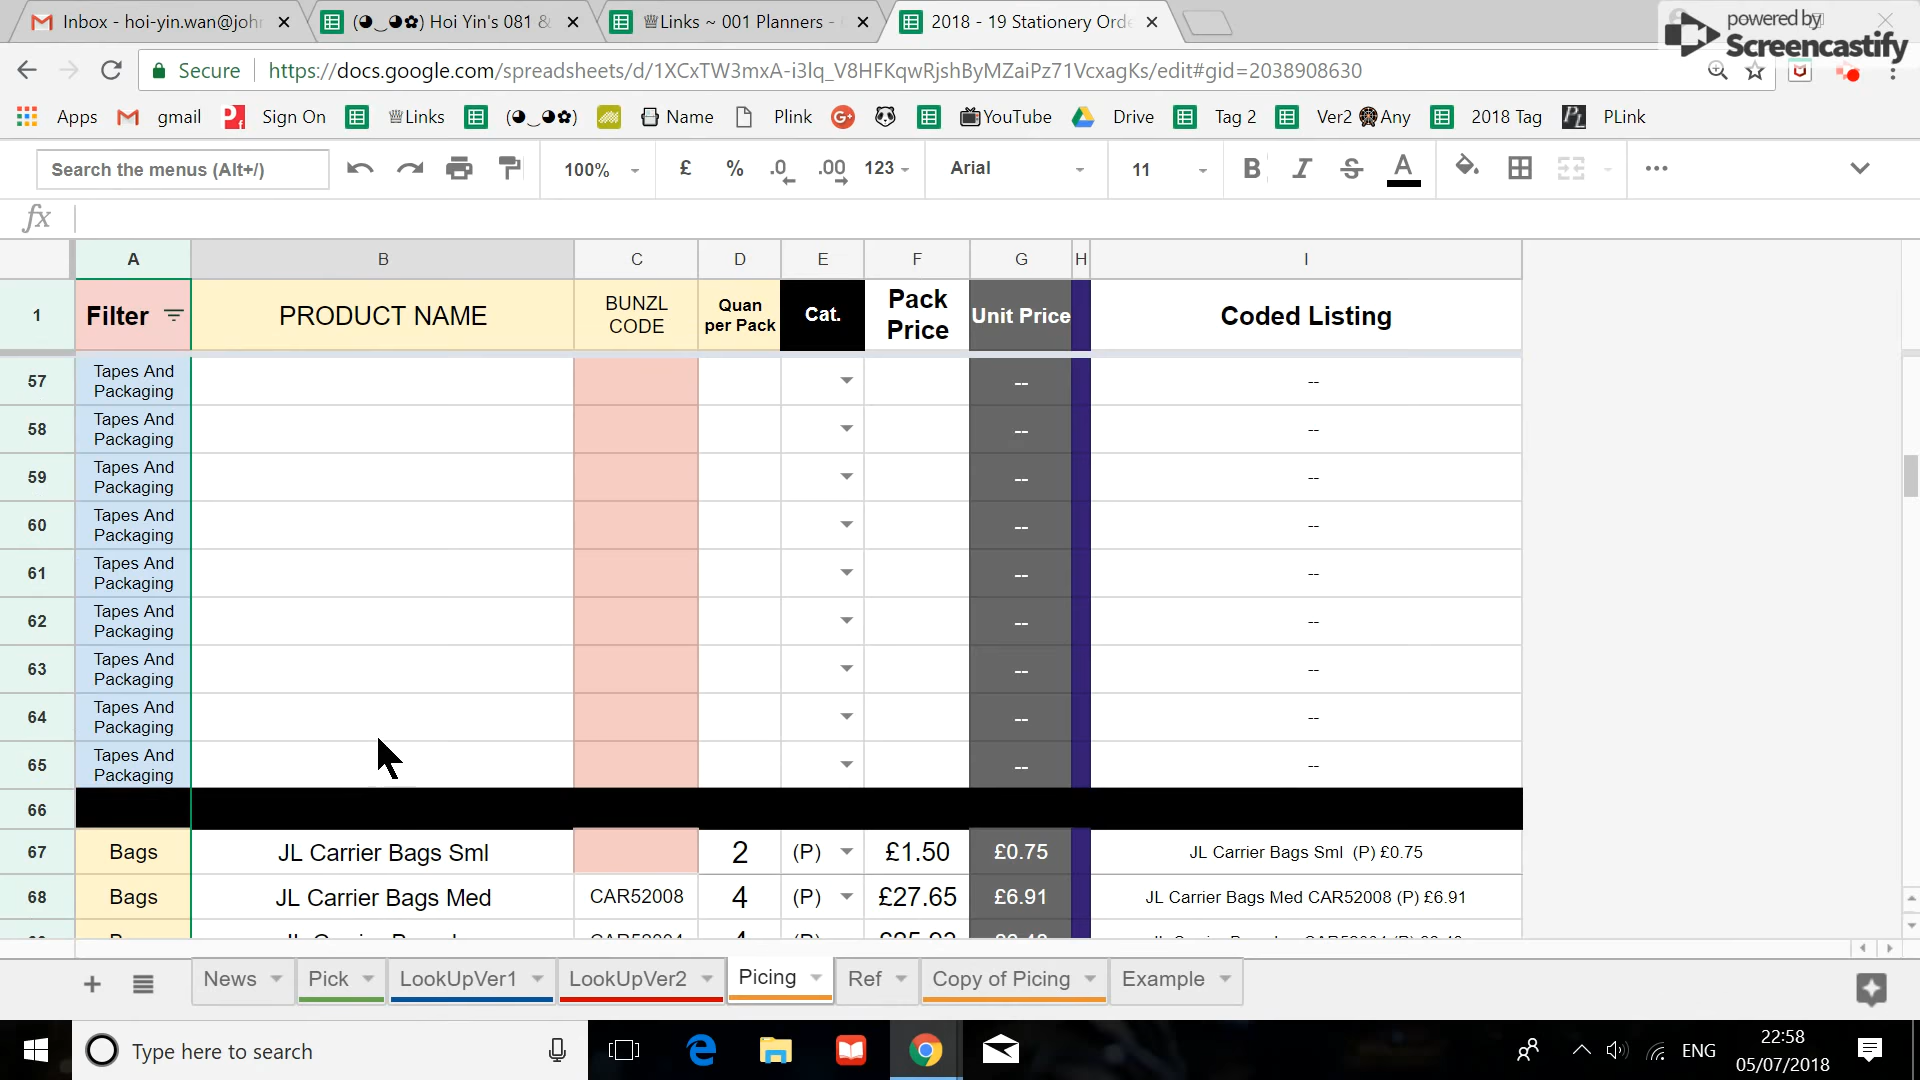 Inbox - hoi-yin.wan@joh
(◕‿◕✿) Hoi Yin's 081 &
♕Links ~ 001 Planners -
2018 - 19 Stationery Orde
powered by
Screencastify
Secure
https://docs.google.com/spreadsheets/d/1XCxTW3mxA-i3lq_V8HFKqwRjshByMZaiPz71VcxagKs/edit#gid=2038908630
Apps gmail Sign On ♕Links (◕‿◕✿) Name Plink YouTube Drive Tag 2 Ver2 Any 2018 Tag PLink
Search the menus (Alt+/) 100% £ % .0 .00 123 Arial 11 B I S A
fx
A B C D E F G H I
1 Filter PRODUCT NAME BUNZL CODE Quan per Pack Cat. Pack Price Unit Price Coded Listing
57 Tapes And Packaging -- --
58 Tapes And Packaging -- --
59 Tapes And Packaging -- --
60 Tapes And Packaging -- --
61 Tapes And Packaging -- --
62 Tapes And Packaging -- --
63 Tapes And Packaging -- --
64 Tapes And Packaging -- --
65 Tapes And Packaging -- --
66
67 Bags JL Carrier Bags Sml 2 (P) £1.50 £0.75 JL Carrier Bags Sml (P) £0.75
68 Bags JL Carrier Bags Med CAR52008 4 (P) £27.65 £6.91 JL Carrier Bags Med CAR52008 (P) £6.91
News Pick LookUpVer1 LookUpVer2 Picing Ref Copy of Picing Example
Type here to search
ENG
22:58
05/07/2018